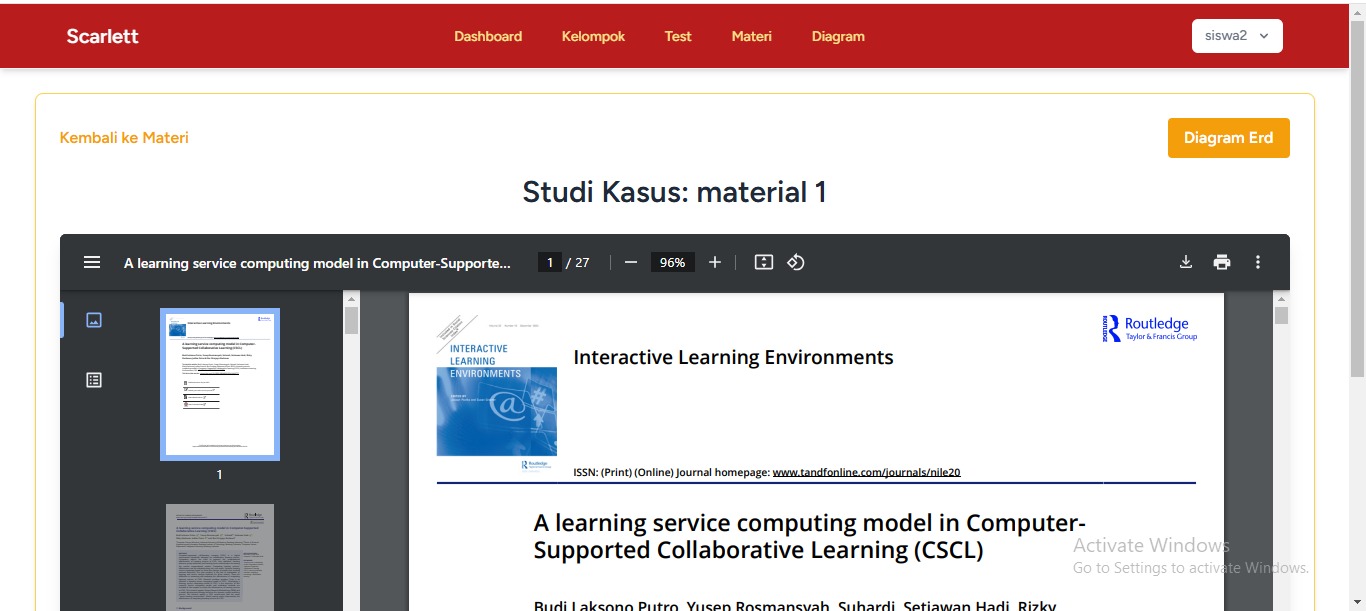 Scarlett
Dashboard
Kelompok
Test
Materi
Diagram
siswa2
Kembali ke Materi
Diagram Erd
Studi Kasus: material 1
A learning service computing model in Computer-Supporte...
1 / 27
96%
1
INTERACTIVE
LEARNING
ENVIRONMENTS
Routledge
Interactive Learning Environments
ROUTLEDGE
Routledge
Taylor & Francis Group
ISSN: (Print) (Online) Journal homepage: www.tandfonline.com/journals/nile20
A learning service computing model in Computer-
Supported Collaborative Learning (CSCL)
Budi Laksono Putro, Yusep Rosmansyah, Suhardi, Setiawan Hadi, Rizky
Activate Windows
Go to Settings to activate Windows.